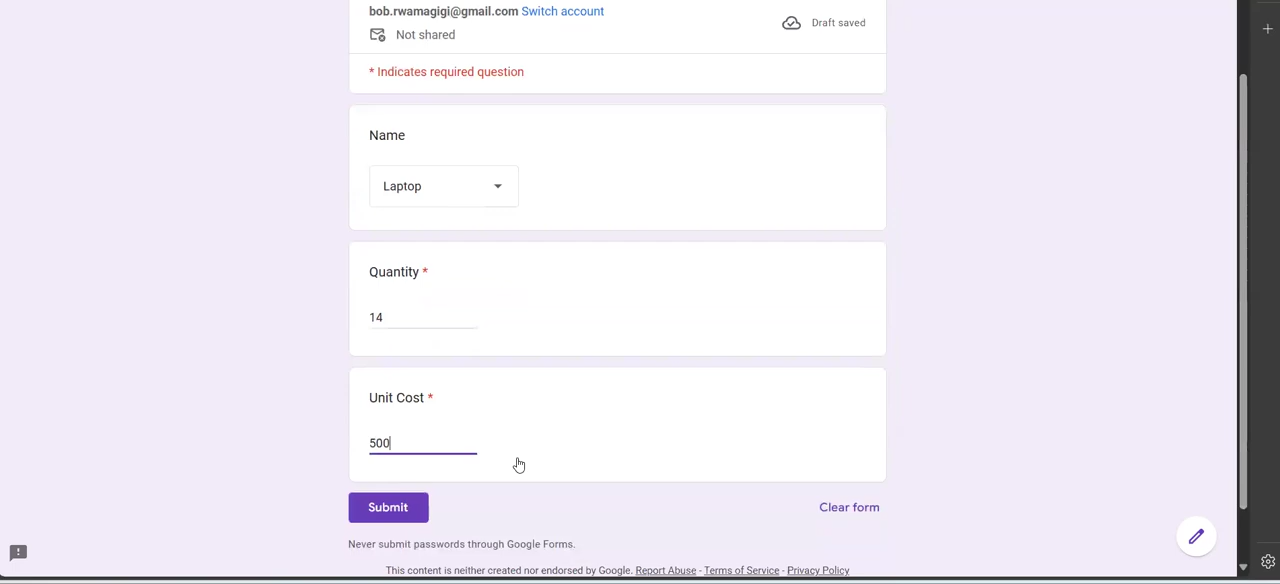 bob.rwamagigi@gmail.com Switch account
Draft saved
Not shared
* Indicates required question
Name
Laptop
Quantity *
14
Unit Cost *
500
Submit
Clear form
Never submit passwords through Google Forms.
This content is neither created nor endorsed by Google. Report Abuse - Terms of Service - Privacy Policy